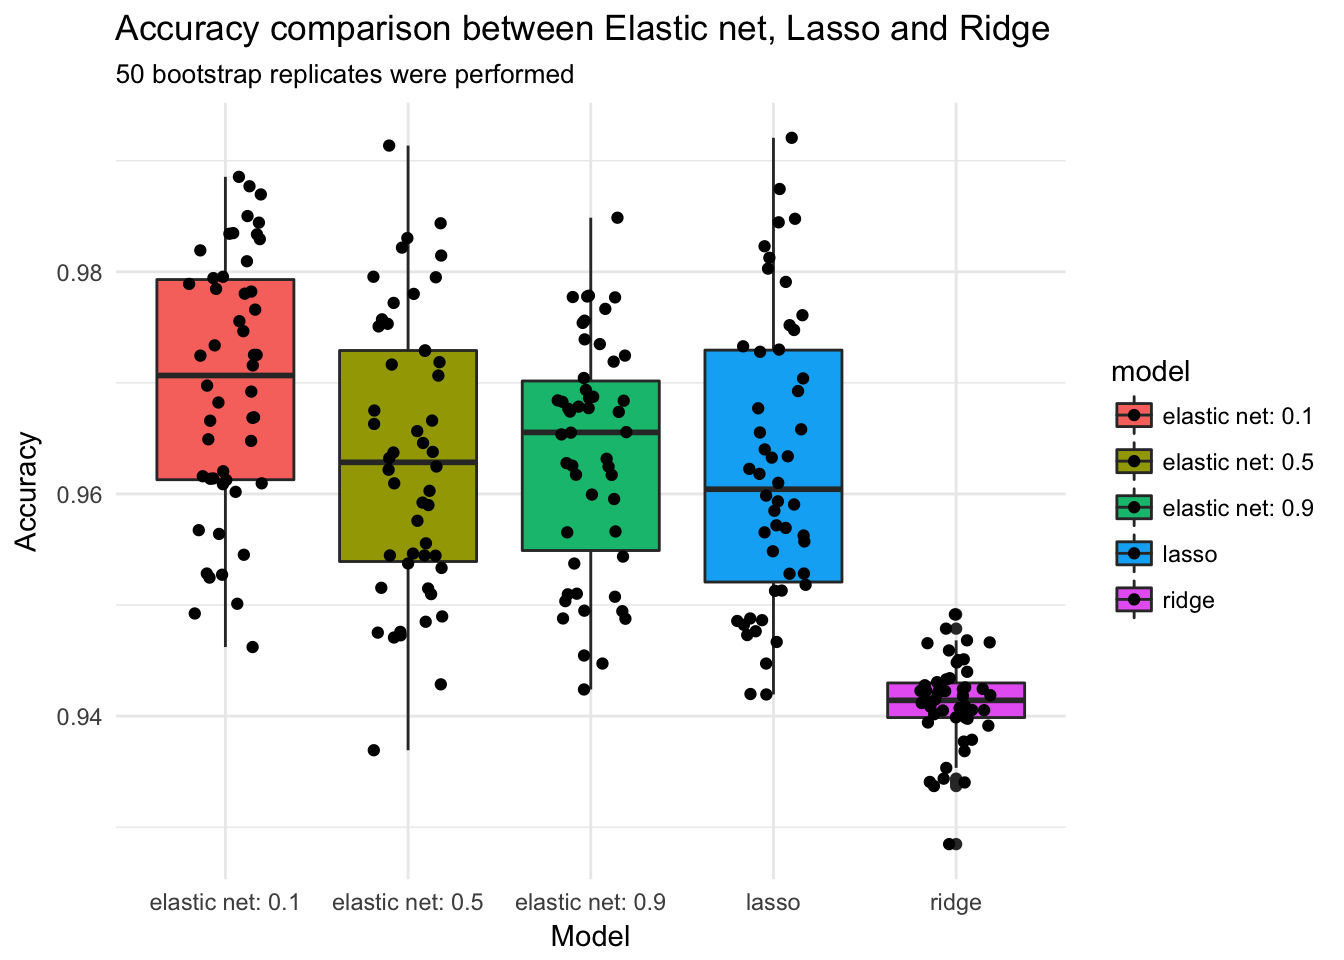 Accuracy comparison between Elastic net, Lasso and Ridge
50 bootstrap replicates were performed
0.98
0.96
0.94
Accuracy
elastic net: 0.1
elastic net: 0.5
elastic net: 0.9
lasso
ridge
Model
model
elastic net: 0.1
elastic net: 0.5
elastic net: 0.9
lasso
ridge